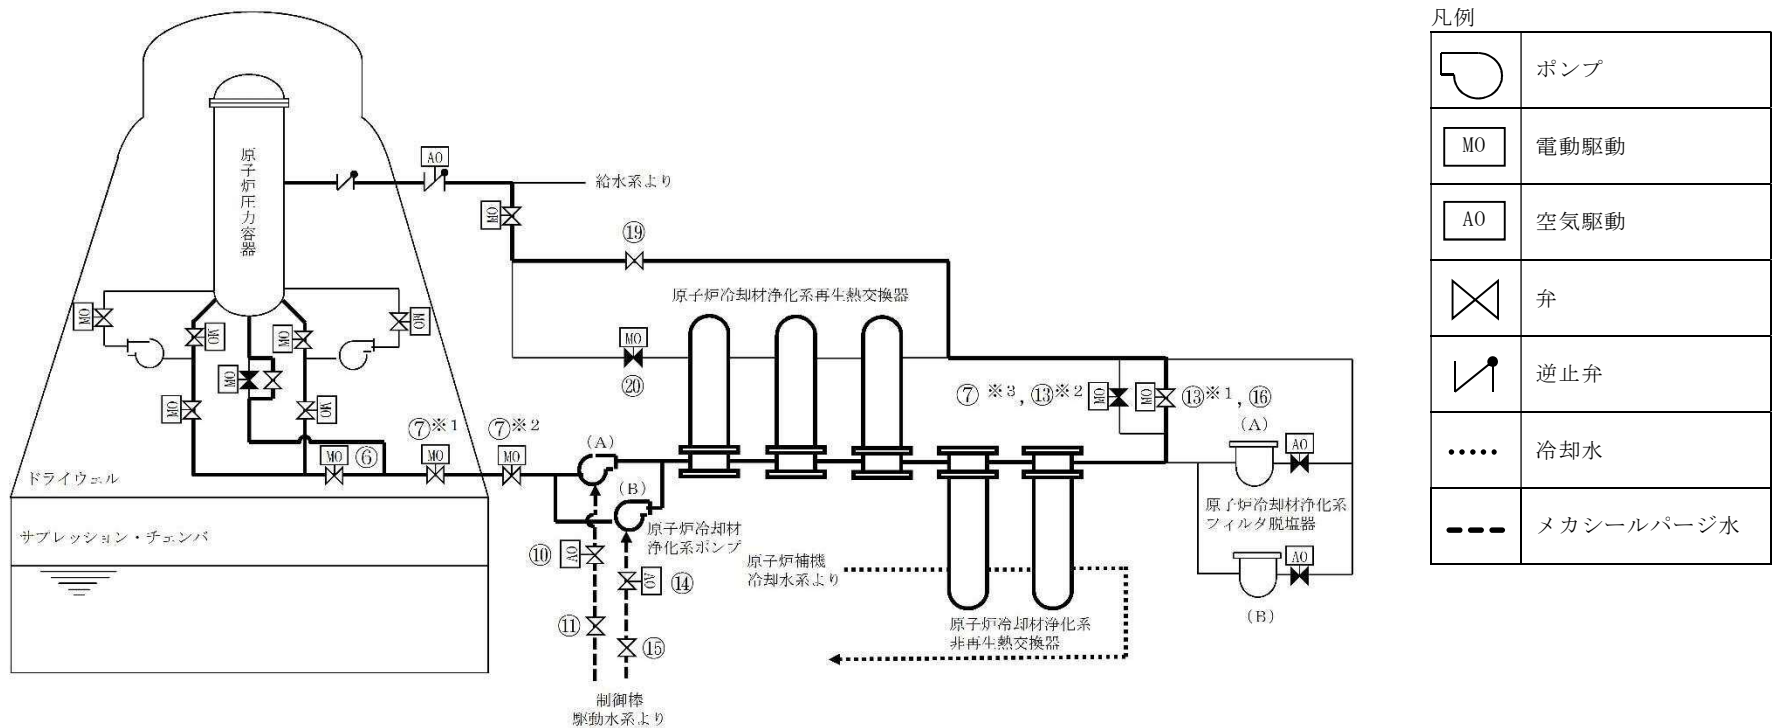 凡例
ポンプ
MO
電動駆動
AO
空気駆動
弁
逆止弁
冷却水
メカシールパージ水
原子炉圧力容器
AO
給水系より
MO
⑲
原子炉冷却材浄化系再生熱交換器
MO
⑳
MO
MO
MO
MO
MO
MO
MO
⑦※3, ⑬※2
MO
MO
⑬※1, ⑯
⑦※1
MO
⑦※2
MO
MO
⑥
(A)
(B)
原子炉冷却材
浄化系ポンプ
(A)
AO
原子炉冷却材浄化系
フィルタ脱塩器
AO
(B)
ドライウェル
サプレッション・チェンバ
⑩
AO
AO
⑭
⑪
⑮
原子炉補機
冷却水系より
原子炉冷却材浄化系
非再生熱交換器
制御棒
駆動水系より